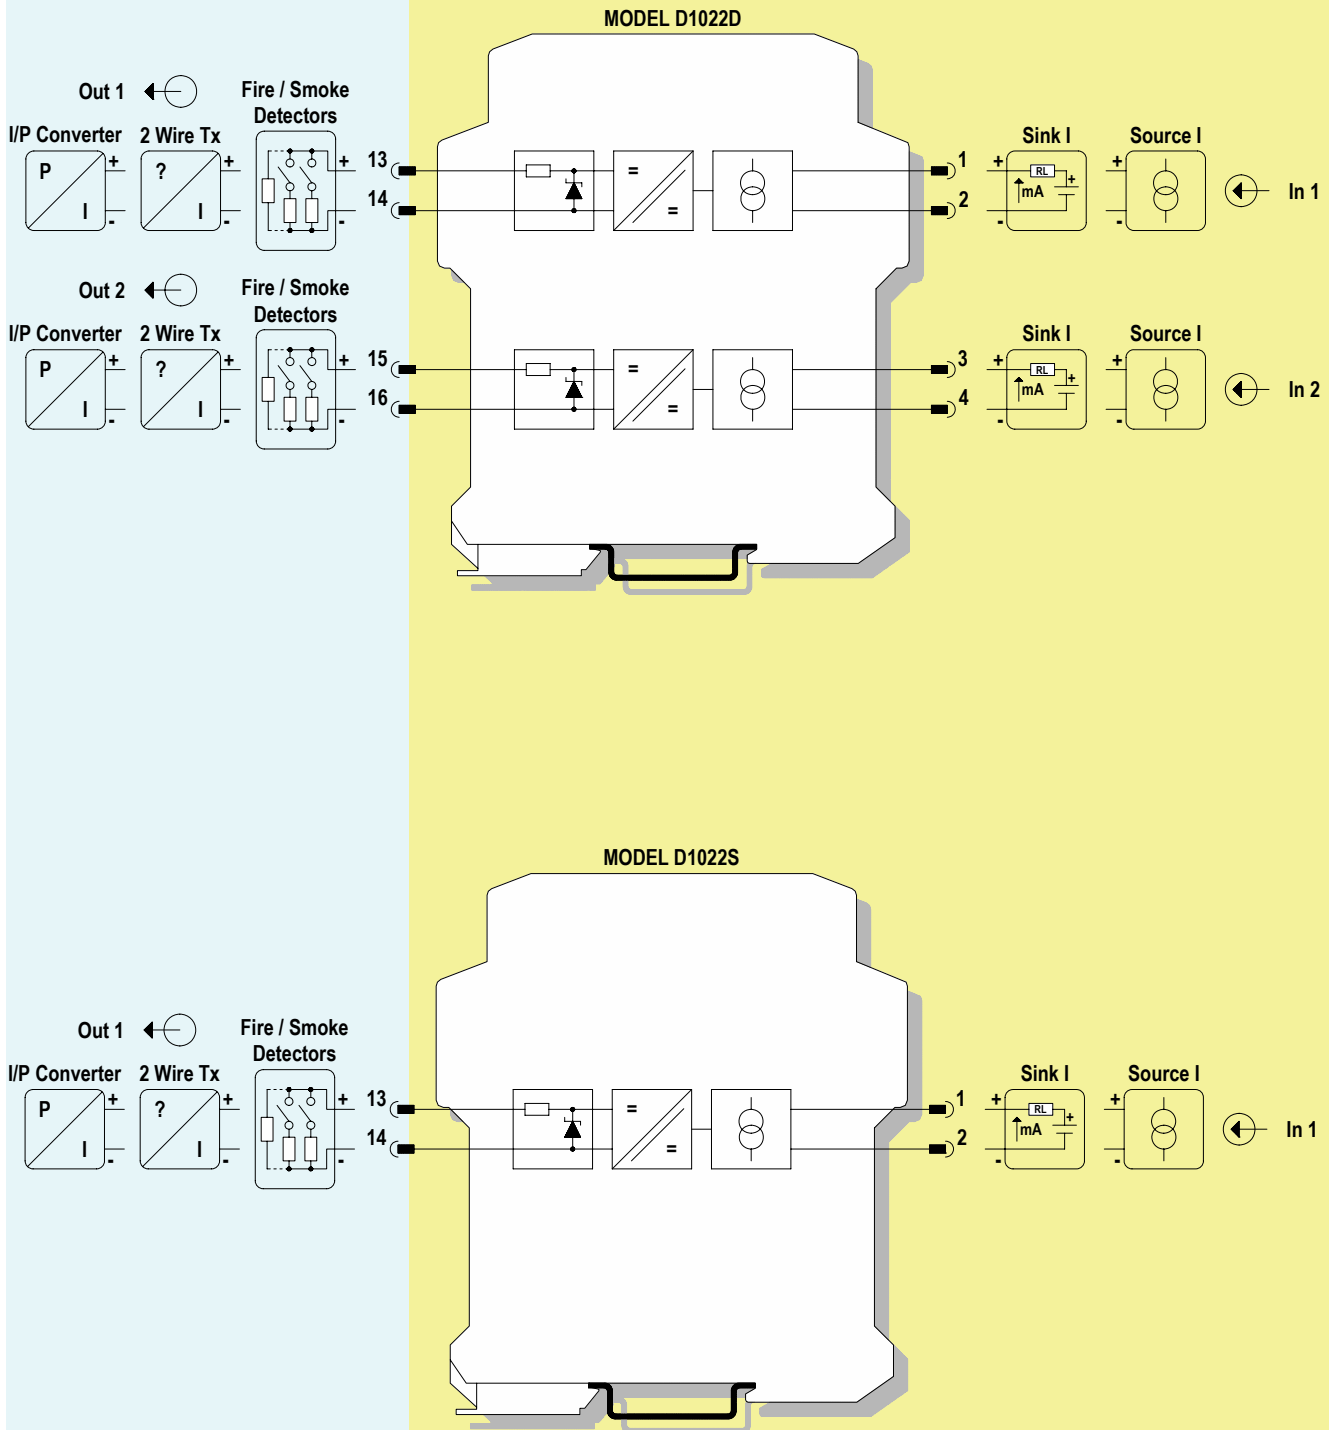 MODEL D1022D
Out 1
Fire / Smoke
Detectors
I/P Converter 2 Wire Tx
Sink I Source I
P I + -
? I + -
+ -
13
14
= =
1
2
+ - RL mA +
+ -
In 1
Out 2
Fire / Smoke
Detectors
I/P Converter 2 Wire Tx
Sink I Source I
P I + -
? I + -
+ -
15
16
= =
3
4
+ - RL mA +
+ -
In 2
MODEL D1022S
Out 1
Fire / Smoke
Detectors
I/P Converter 2 Wire Tx
Sink I Source I
P I + -
? I + -
+ -
13
14
= =
1
2
+ - RL mA +
+ -
In 1